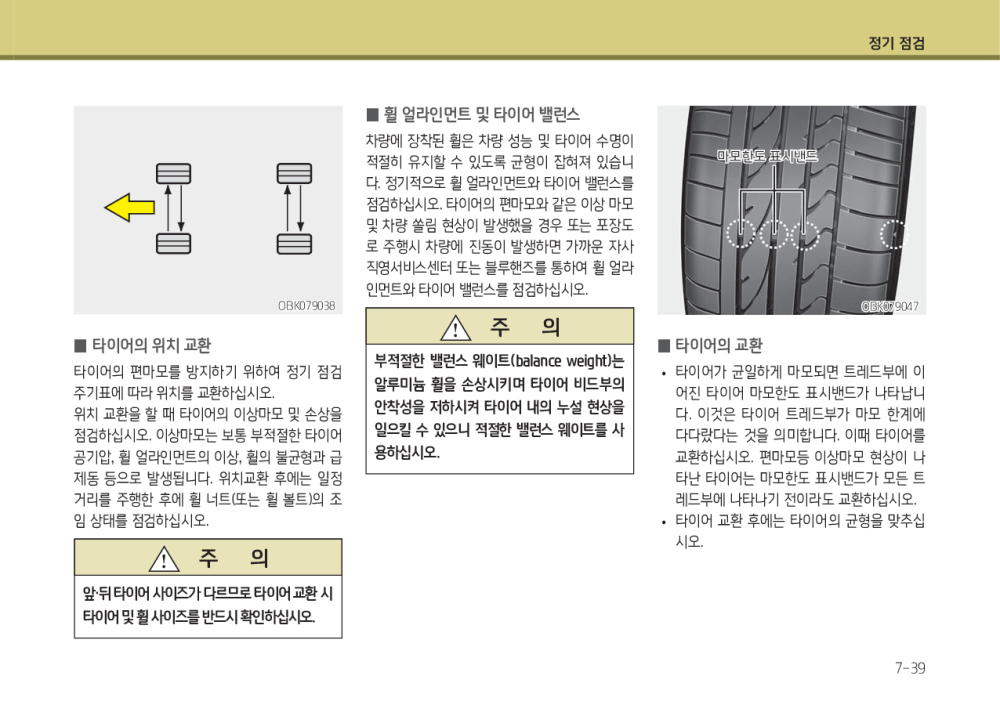 정기 점검
OBK079038
■ 타이어의 위치 교환
타이어의 편마모를 방지하기 위하여 정기 점검
주기표에 따라 위치를 교환하십시오.
위치 교환을 할 때 타이어의 이상마모 및 손상을
점검하십시오. 이상마모는 보통 부적절한 타이어
공기압, 휠 얼라인먼트의 이상, 휠의 불균형과 급
제동 등으로 발생됩니다. 위치교환 후에는 일정
거리를 주행한 후에 휠 너트(또는 휠 볼트)의 조
임 상태를 점검하십시오.
주 의
앞·뒤 타이어 사이즈가 다르므로 타이어 교환 시
타이어 및 휠 사이즈를 반드시 확인하십시오.
■ 휠 얼라인먼트 및 타이어 밸런스
차량에 장착된 휠은 차량 성능 및 타이어 수명이
적절히 유지할 수 있도록 균형이 잡혀져 있습니
다. 정기적으로 휠 얼라인먼트와 타이어 밸런스를
점검하십시오. 타이어의 편마모와 같은 이상 마모
및 차량 쏠림 현상이 발생했을 경우 또는 포장도
로 주행시 차량에 진동이 발생하면 가까운 자사
직영서비스센터 또는 블루핸즈를 통하여 휠 얼라
인먼트와 타이어 밸런스를 점검하십시오.
주 의
부적절한 밸런스 웨이트(balance weight)는
알루미늄 휠을 손상시키며 타이어 비드부의
안착성을 저하시켜 타이어 내의 누설 현상을
일으킬 수 있으니 적절한 밸런스 웨이트를 사
용하십시오.
마모한도 표시밴드
OBK079047
■ 타이어의 교환
• 타이어가 균일하게 마모되면 트레드부에 이
어진 타이어 마모한도 표시밴드가 나타납니
다. 이것은 타이어 트레드부가 마모 한계에
다다랐다는 것을 의미합니다. 이때 타이어를
교환하십시오. 편마모등 이상마모 현상이 나
타난 타이어는 마모한도 표시밴드가 모든 트
레드부에 나타나기 전이라도 교환하십시오.
• 타이어 교환 후에는 타이어의 균형을 맞추십
시오.
7-39